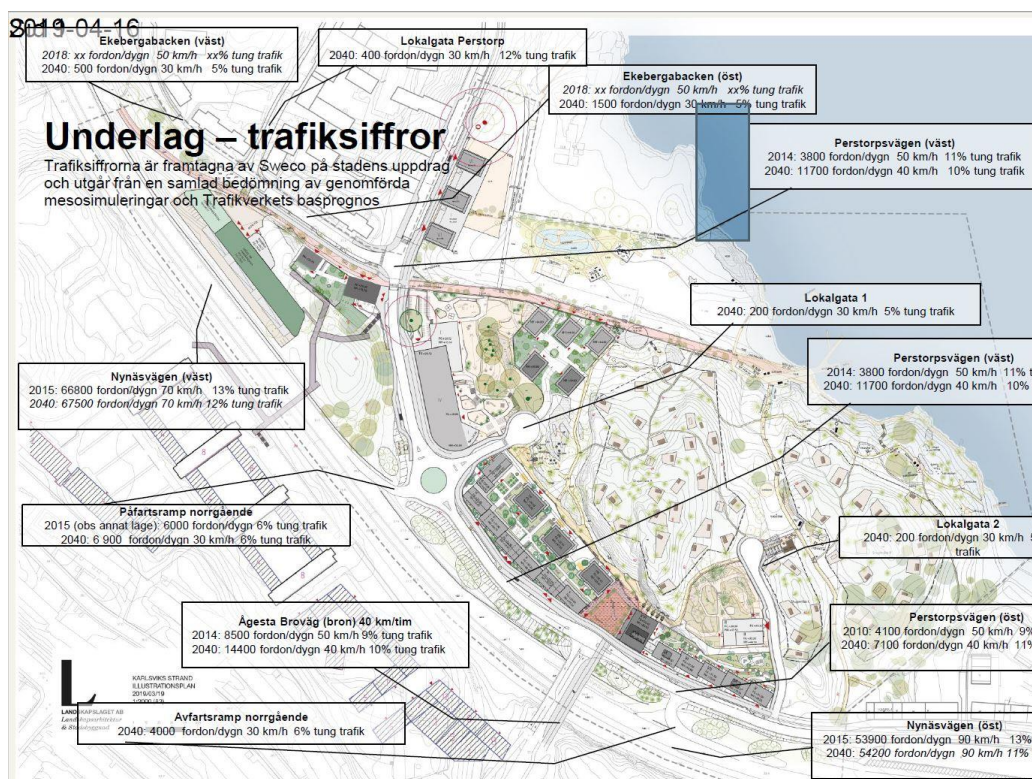 2019-04-16
Ekebergabacken (väst)
2018: xx fordon/dygn 50 km/h xx% tung trafik
2040: 500 fordon/dygn 30 km/h 5% tung trafik
Lokalgata Perstorp
2040: 400 fordon/dygn 30 km/h 12% tung trafik
Ekebergabacken (öst)
2018: xx fordon/dygn 50 km/h xx% tung trafik
2040: 1500 fordon/dygn 30 km/h 5% tung trafik
Underlag – trafiksiffror
Trafiksiffrorna är framtagna av Sweco på stadens uppdrag
och utgår från en samlad bedömning av genomförda
mesosimuleringar och Trafikverkets basprognos
Perstorpsvägen (väst)
2014: 3800 fordon/dygn 50 km/h 11% tung trafik
2040: 11700 fordon/dygn 40 km/h 10% tung trafik
Lokalgata 1
2040: 200 fordon/dygn 30 km/h 5% tung trafik
Perstorpsvägen (väst)
2014: 3800 fordon/dygn 50 km/h 11% t
2040: 11700 fordon/dygn 40 km/h 10%
Nynäsvägen (väst)
2015: 66800 fordon/dygn 70 km/h 13% tung trafik
2040: 67500 fordon/dygn 70 km/h 12% tung trafik
Påfartsramp norrgående
2015 (obs annat läge): 6000 fordon/dygn 6% tung trafik
2040: 6 900 fordon/dygn 30 km/h 6% tung trafik
Lokalgata 2
2040: 200 fordon/dygn 30 km/h 5
trafik
Ågesta Broväg (bron) 40 km/tim
2014: 8500 fordon/dygn 50 km/h 9% tung trafik
2040: 14400 fordon/dygn 40 km/h 10% tung trafik
Perstorpsvägen (öst)
2010: 4100 fordon/dygn 50 km/h 9%
2040: 7100 fordon/dygn 40 km/h 11%
KARLSVIKS STRAND
ILLUSTRATIONSPLAN
2019/03/19
L
LANDSKAPSLAGET AB
Landskapsarkitektur
Avfartsramp norrgående
2040: 4000 fordon/dygn 30 km/h 6% tung trafik
Nynäsvägen (öst)
2015: 53900 fordon/dygn 90 km/h 13%
2040: 54200 fordon/dygn 90 km/h 11%